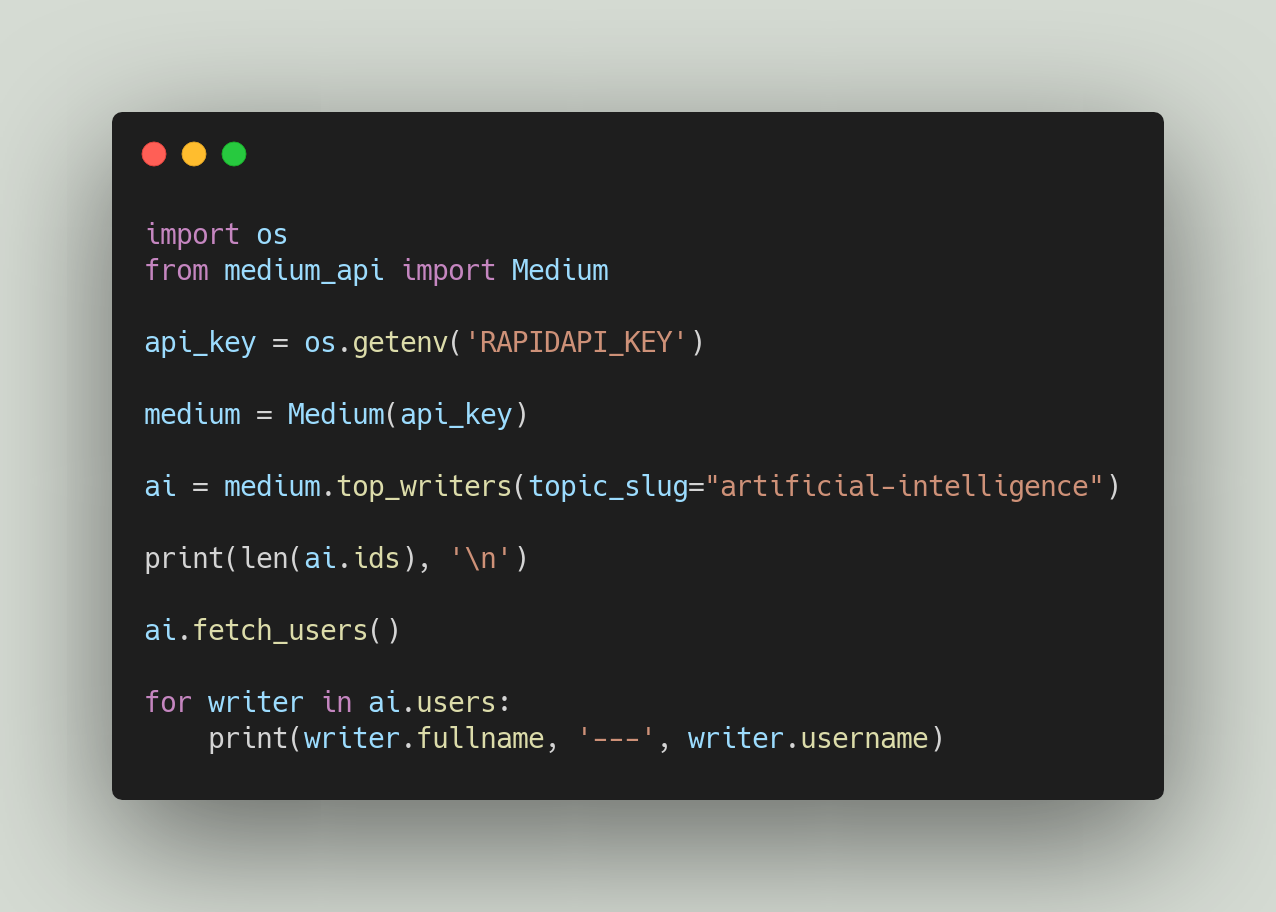 import os
from medium_api import Medium
api_key = os.getenv('RAPIDAPI_KEY')
medium = Medium(api_key)
ai = medium.top_writers(topic_slug="artificial-intelligence")
print(len(ai.ids), '\n')
ai.fetch_users()
for writer in ai.users:
    print(writer.fullname, '---', writer.username)